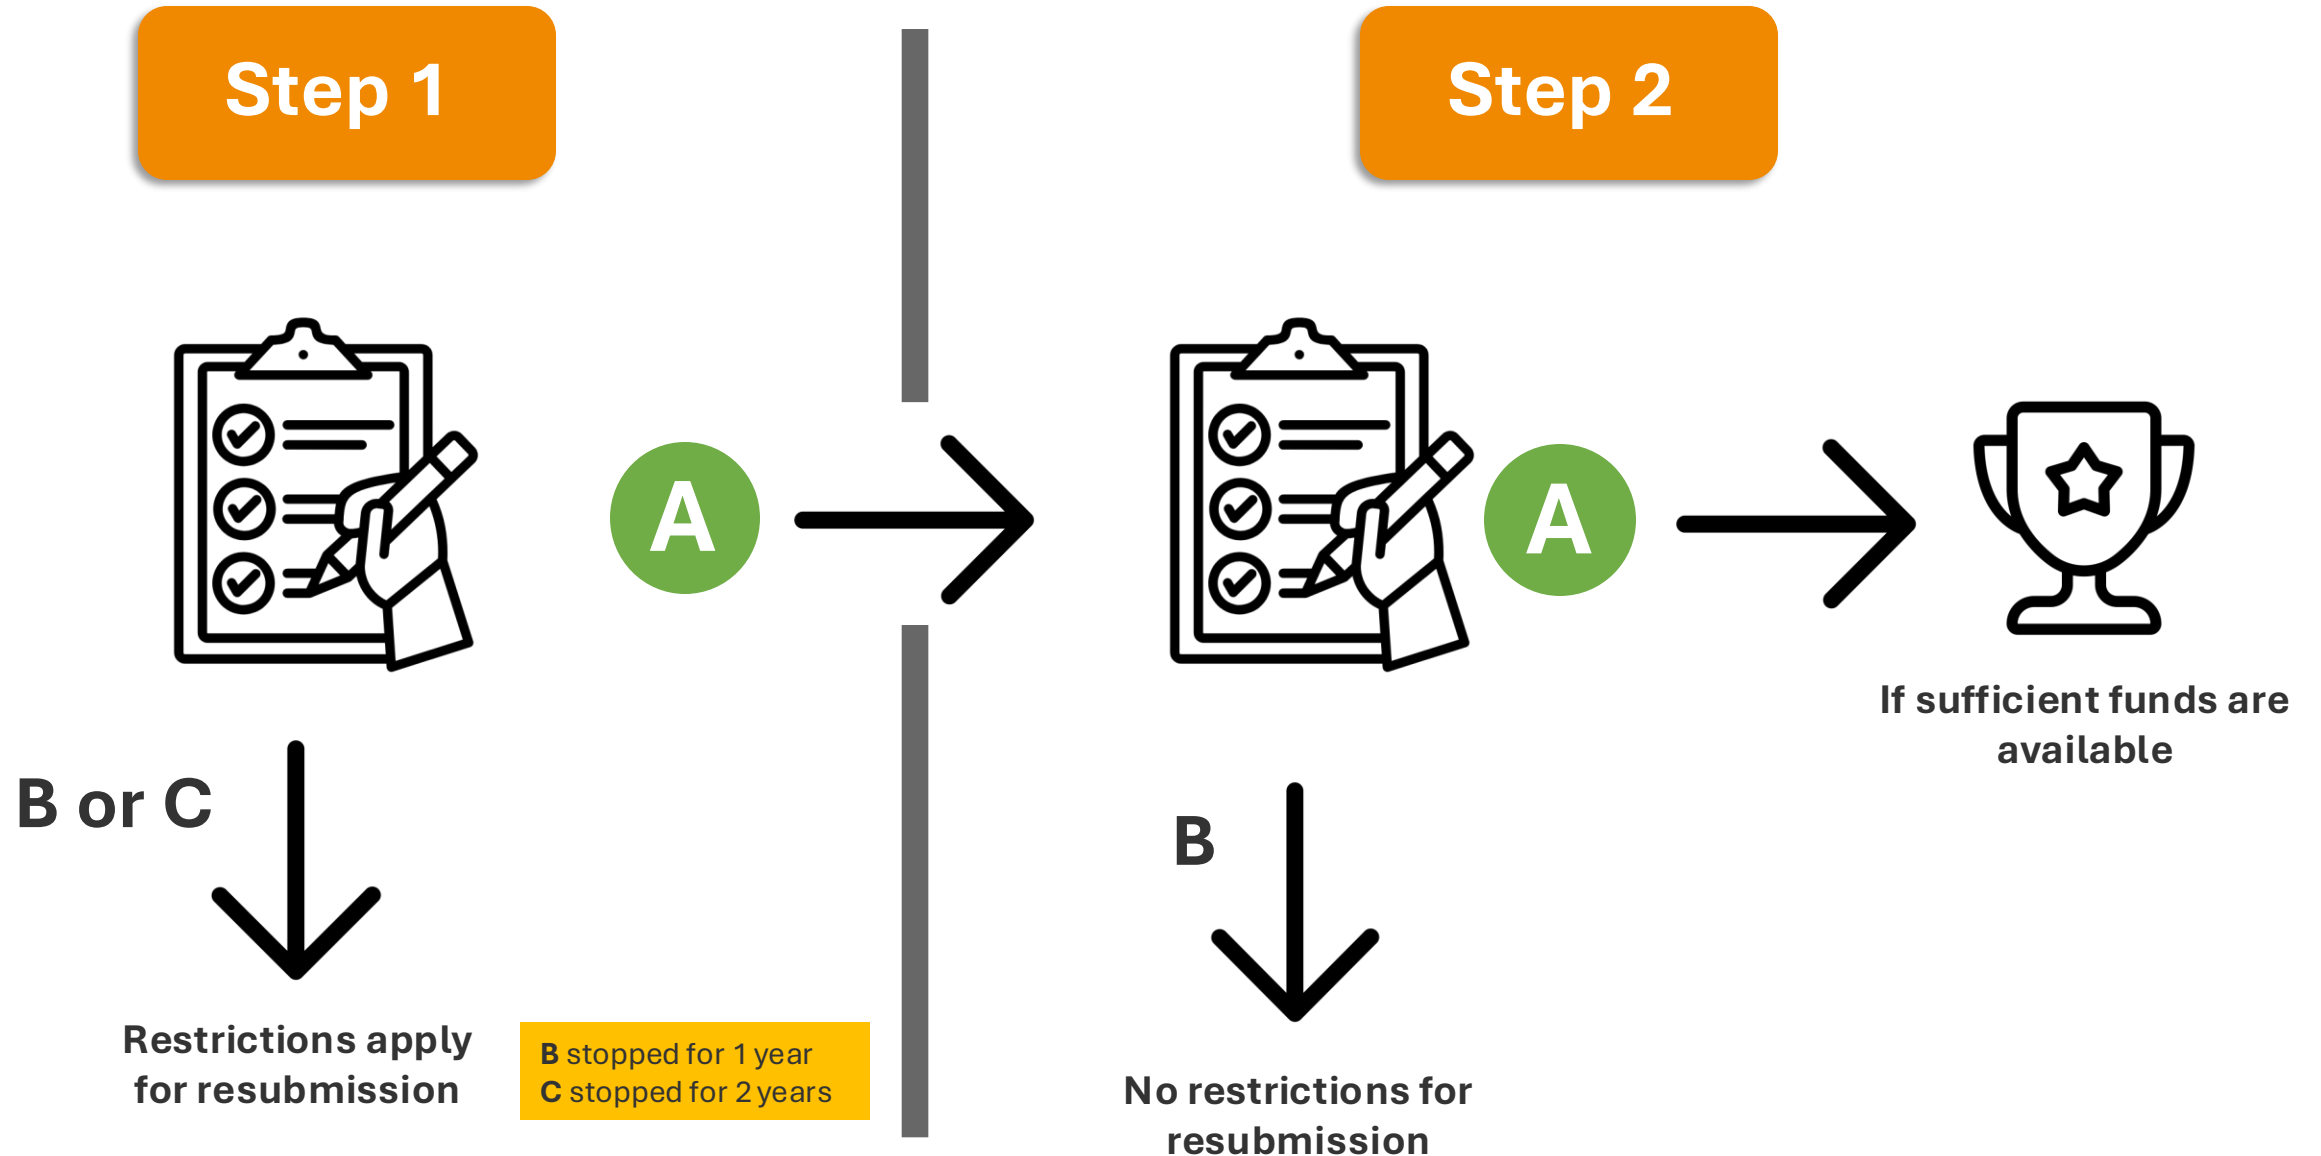 Step 1
Step 2
A
A
If sufficient funds are
available
B or C
B
Restrictions apply
for resubmission
B stopped for 1 year
C stopped for 2 years
No restrictions for
resubmission